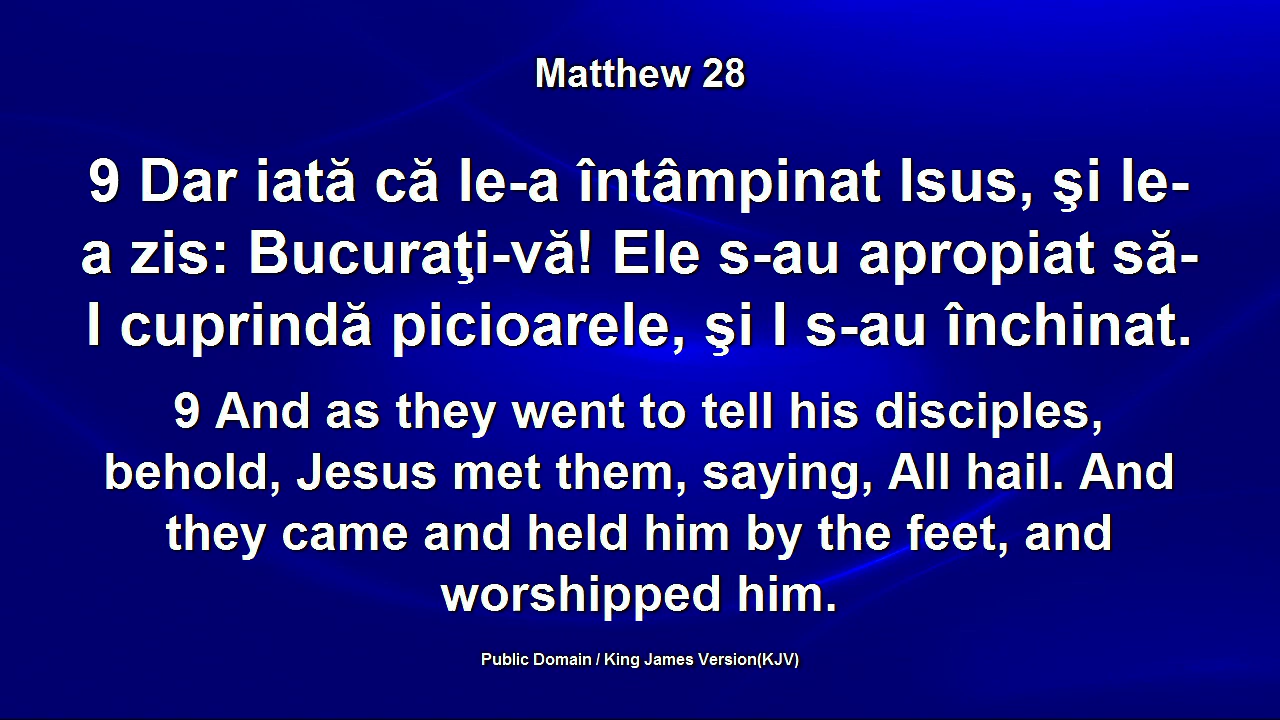 Matthew 28
9 Dar iată că le-a întâmpinat Isus, şi le-
a zis: Bucuraţi-vă! Ele s-au apropiat să-
I cuprindă picioarele, şi I s-au închinat.
9 And as they went to tell his disciples,
behold, Jesus met them, saying, All hail. And
they came and held him by the feet, and
worshipped him.
Public Domain / King James Version(KJV)